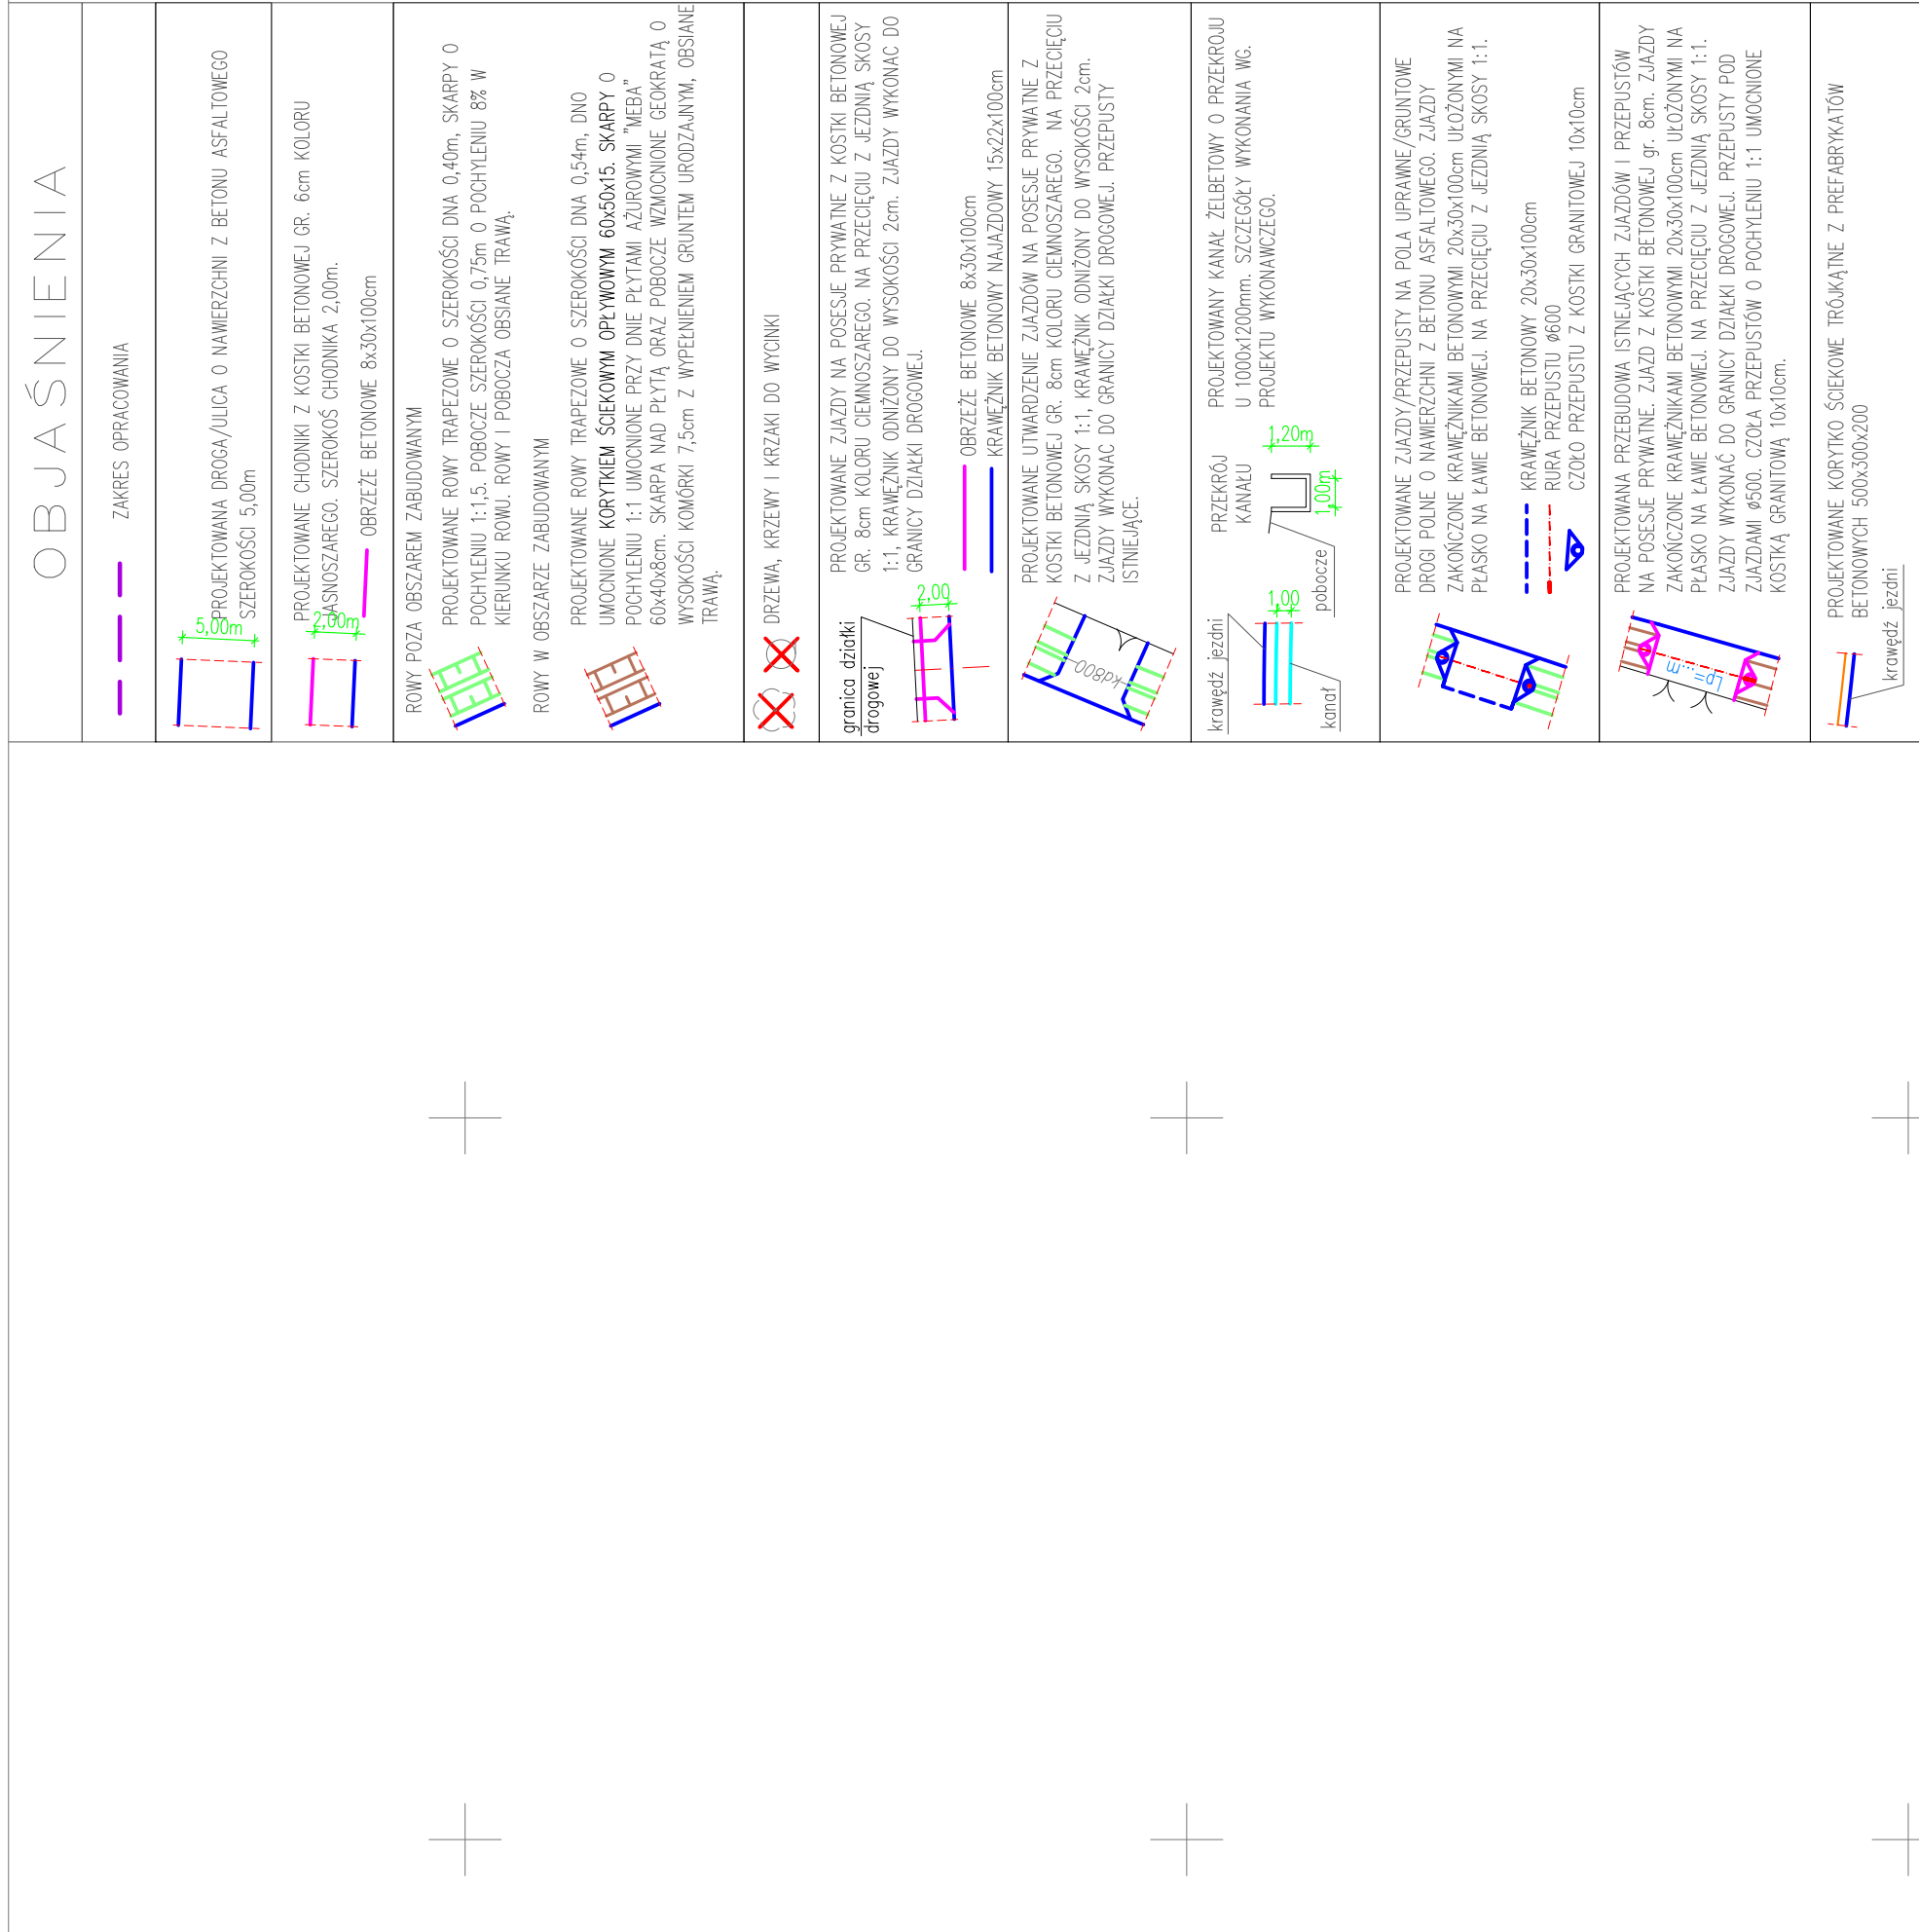 OBJAŚNIENIA
ZAKRES OPRACOWANIA
PROJEKTOWANA DROGA/ULICA O NAWIERZCHNI Z BETONU ASFALTOWEGO
SZEROKOŚCI 5,00m
5,00m
PROJEKTOWANE CHODNIKI Z KOSTKI BETONOWEJ GR. 6cm KOLORU
JASNOSZAREGO. SZEROKOŚ CHODNIKA 2,00m.
2,00m
OBRZEŻE BETONOWE 8x30x100cm
ROWY POZA OBSZAREM ZABUDOWANYM
PROJEKTOWANE ROWY TRAPEZOWE O SZEROKOŚCI DNA 0,40m, SKARPY O
POCHYLENIU 1:1,5. POBOCZE SZEROKOŚCI 0,75m O POCHYLENIU 8% W
KIERUNKU ROWU. ROWY I POBOCZA OBSIANE TRAWĄ.
ROWY W OBSZARZE ZABUDOWANYM
PROJEKTOWANE ROWY TRAPEZOWE O SZEROKOŚCI DNA 0,54m, DNO
UMOCNIONE KORYTKIEM ŚCIEKOWYM OPŁYWOWYM 60x50x15. SKARPY O
POCHYLENIU 1:1 UMOCNIONE PRZY DNIE PŁYTAMI AŻUROWYMI "MEBA"
60x40x8cm. SKARPA NAD PŁYTĄ ORAZ POBOCZE WZMOCNIONE GEOKRATĄ O
WYSOKOŚCI KOMÓRKI 7,5cm Z WYPEŁNIENIEM GRUNTEM URODZAJNYM, OBSIANE
TRAWĄ.
DRZEWA, KRZEWY I KRZAKI DO WYCINKI
PROJEKTOWANE ZJAZDY NA POSESJE PRYWATNE Z KOSTKI BETONOWEJ
GR. 8cm KOLORU CIEMNOSZAREGO. NA PRZECIĘCIU Z JEZDNIĄ SKOSY
1:1, KRAWĘŻNIK ODNIŻONY DO WYSOKOŚCI 2cm. ZJAZDY WYKONAĆ DO
GRANICY DZIAŁKI DROGOWEJ.
granica działki
drogowej
2,00
OBRZEŻE BETONOWE 8x30x100cm
KRAWĘŻNIK BETONOWY NAJAZDOWY 15x22x100cm
PROJEKTOWANE UTWARDZENIE ZJAZDÓW NA POSESJE PRYWATNE Z
KOSTKI BETONOWEJ GR. 8cm KOLORU CIEMNOSZAREGO. NA PRZECIĘCIU
Z JEZDNIĄ SKOSY 1:1, KRAWĘŻNIK ODNIŻONY DO WYSOKOŚCI 2cm.
ZJAZDY WYKONAĆ DO GRANICY DZIAŁKI DROGOWEJ. PRZEPUSTY
ISTNIEJĄCE.
kd800
PROJEKTOWANY KANAŁ ŻELBETOWY O PRZEKROJU
U 1000x1200mm. SZCZEGÓŁY WYKONANIA WG.
PROJEKTU WYKONAWCZEGO.
PRZEKRÓJ
KANAŁU
1,20m
1,00m
pobocze
krawędź jezdni
1,00
kanał
PROJEKTOWANE ZJAZDY/PRZEPUSTY NA POLA UPRAWNE/GRUNTOWE
DROGI POLNE O NAWIERZCHNI Z BETONU ASFALTOWEGO. ZJAZDY
ZAKOŃCZONE KRAWĘŻNIKAMI BETONOWYMI 20x30x100cm UŁOŻONYMI NA
PŁASKO NA ŁAWIE BETONOWEJ. NA PRZECIĘCIU Z JEZDNIĄ SKOSY 1:1.
KRAWĘŻNIK BETONOWY 20x30x100cm
RURA PRZEPUSTU ø600
CZOŁO PRZEPUSTU Z KOSTKI GRANITOWEJ 10x10cm
PROJEKTOWANA PRZEBUDOWA ISTNEJĄCYCH ZJAZDÓW I PRZEPUSTÓW
NA POSESJE PRYWATNE. ZJAZD Z KOSTKI BETONOWEJ gr. 8cm. ZJAZDY
ZAKOŃCZONE KRAWĘŻNIKAMI BETONOWYMI 20x30x100cm UŁOŻONYMI NA
PŁASKO NA ŁAWIE BETONOWEJ. NA PRZECIĘCIU Z JEZDNIĄ SKOSY 1:1.
ZJAZDY WYKONAĆ DO GRANICY DZIAŁKI DROGOWEJ. PRZEPUSTY POD
ZJAZDAMI ø500. CZOŁA PRZEPUSTÓW O POCHYLENIU 1:1 UMOCNIONE
KOSTKĄ GRANITOWĄ 10x10cm.
Lp=...m
PROJEKTOWANE KORYTKO ŚCIEKOWE TRÓJKĄTNE Z PREFABRYKATÓW
BETONOWYCH 500x300x200
krawędź jezdni